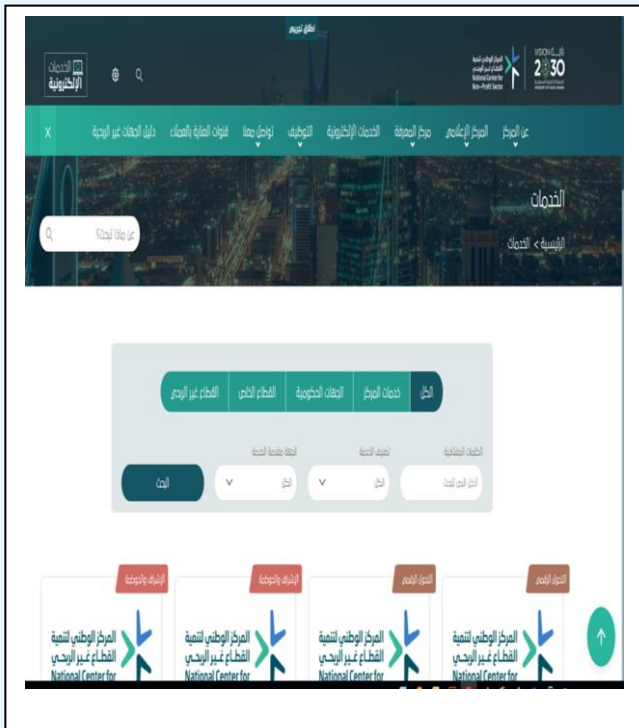 انطلاق تجريبي
VISION رؤية
2030
المركز الوطني لتنمية
القطاع غير الربحي
National Center for
Non-Profit Sector
الخدمات
الإلكترونية
عن المركز
المركز الإعلامي
مركز المعرفة
الخدمات الإلكترونية
التوظيف
تواصل معنا
قنوات العناية بالعملاء
دليل الجهات غير الربحية
X
الخدمات
الرئيسية > الخدمات
عن ماذا تبحث؟
الكل
خدمات المركز
الجهات الحكومية
القطاع الخاص
القطاع غير الربحي
الكلمات المفتاحية
تصنيف الخدمة
الجهة مقدمة الخدمة
أدخل النص للبحث
الكل
الكل
البحث
التحول الرقمي
التحول الرقمي
الإشراف والحوكمة
الإشراف والحوكمة
المركز الوطني لتنمية
القطاع غير الربحي
National Center for
المركز الوطني لتنمية
القطاع غير الربحي
National Center for
المركز الوطني لتنمية
القطاع غير الربحي
National Center for
المركز الوطني لتنمية
القطاع غير الربحي
National Center for